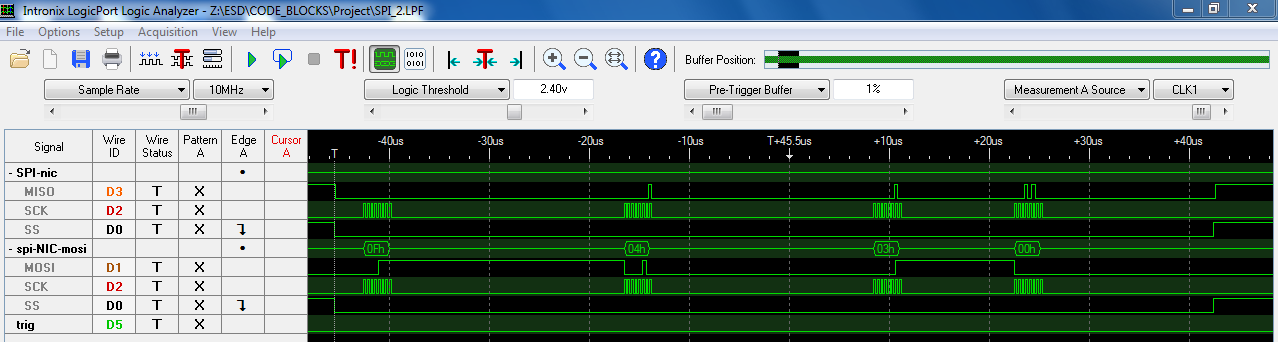 Intronix LogicPort Logic Analyzer - Z:\ESD\CODE_BLOCKS\Project\SPI_2.LPF
File Options Setup Acquisition View Help
T! 1010 0101 T ? Buffer Position:
Sample Rate 10MHz Logic Threshold 2.40v Pre-Trigger Buffer 1% Measurement A Source CLK1
Signal Wire ID Wire Status Pattern A Edge A Cursor A -40us -30us -20us -10us T+45.5us +10us +20us +30us +40us
T
- SPI-nic
MISO D3 T X
SCK D2 T X
SS D0 T X
- spi-NIC-mosi 0Fh 04h 03h 00h
MOSI D1 T X
SCK D2 T X
SS D0 T X
trig D5 T X